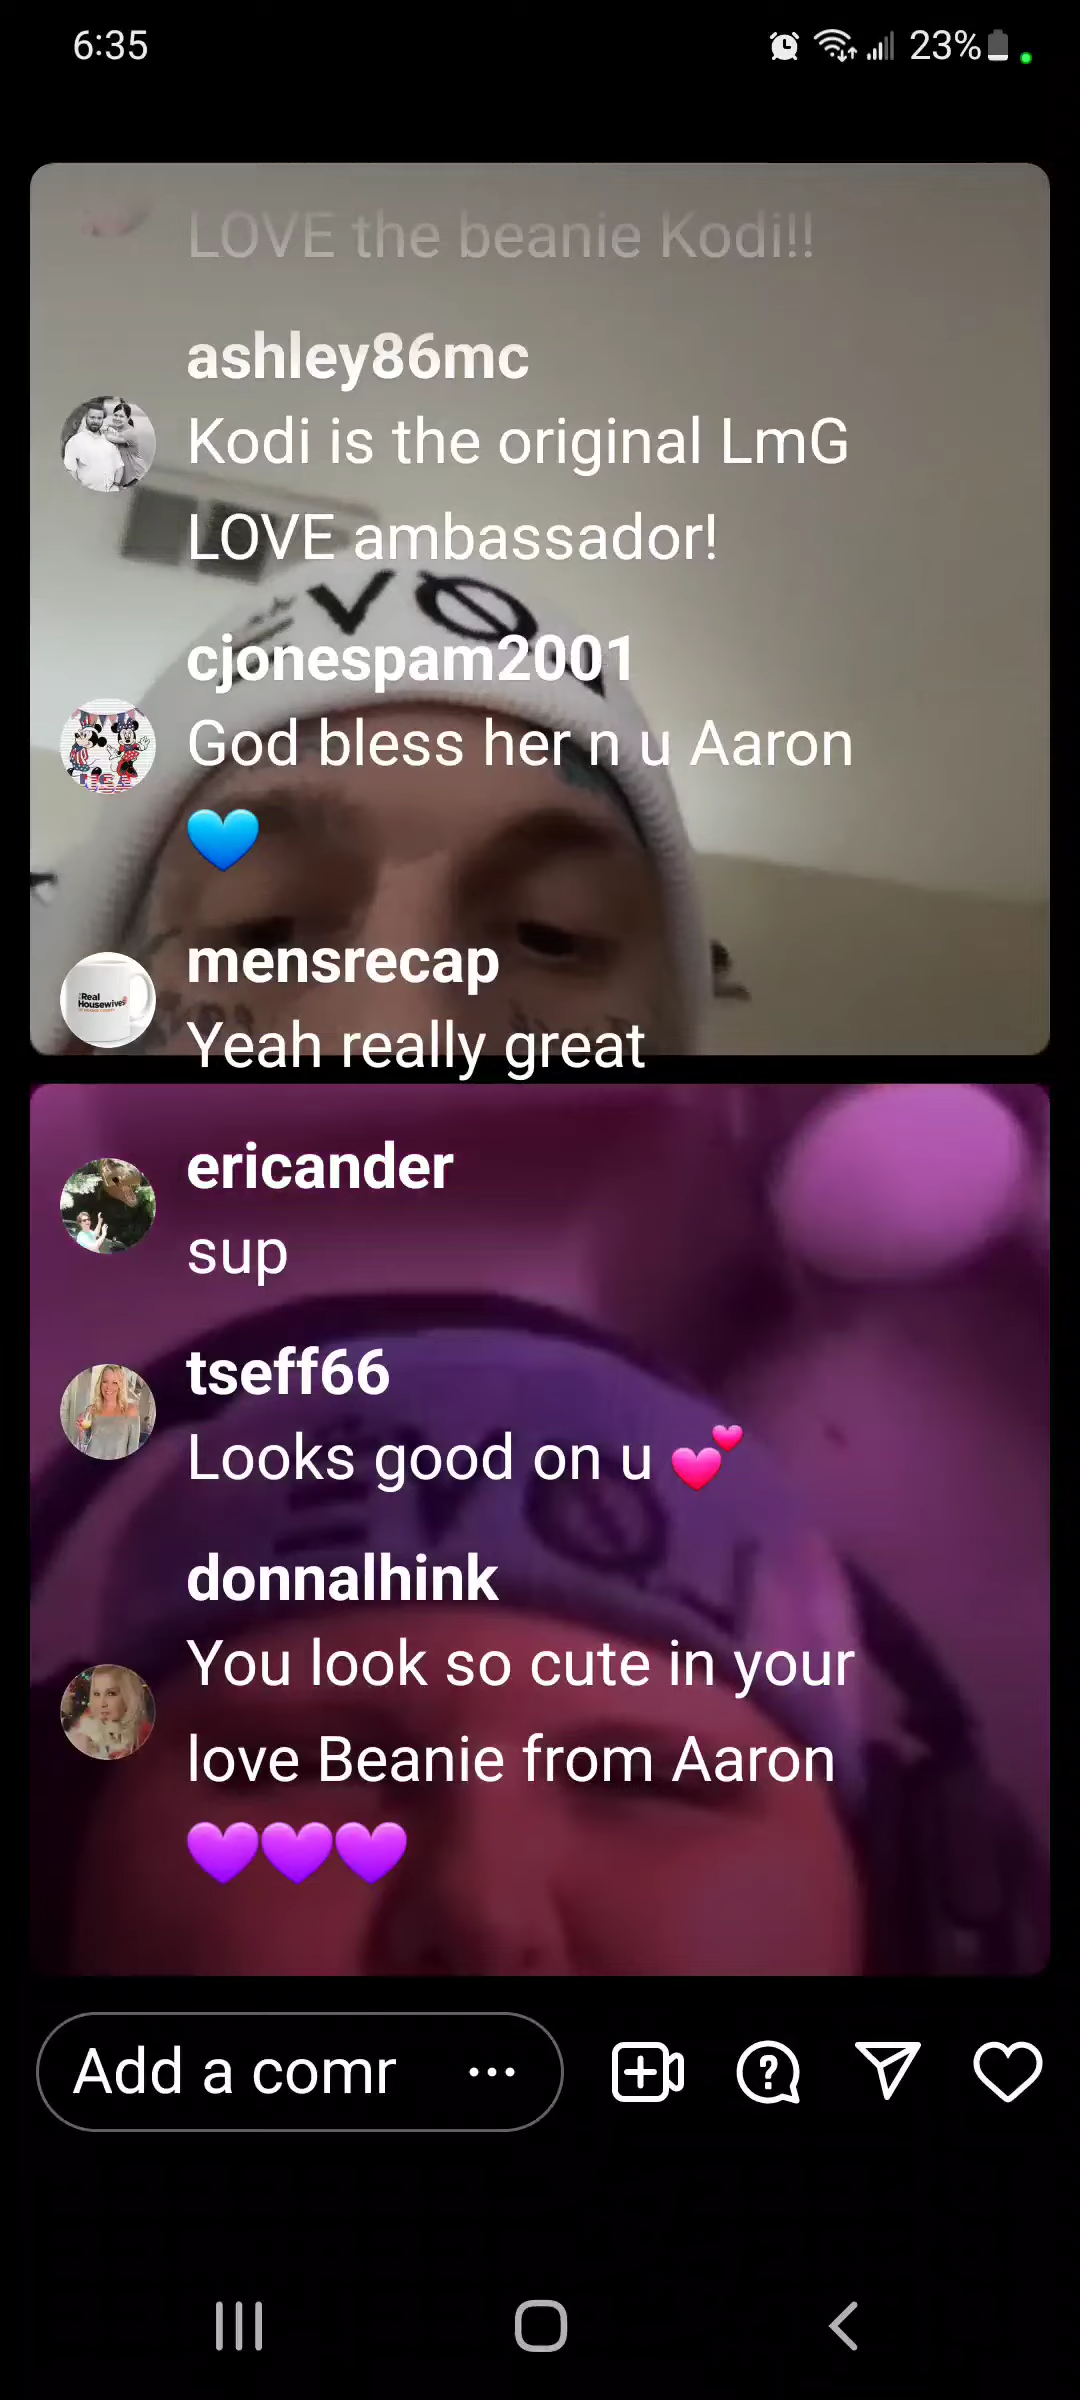 6:35
23%
LOVE the beanie Kodi!!
ashley86mc
Kodi is the original LmG
LOVE ambassador!
cjonespam2001
God bless her n u Aaron
💙
mensrecap
Real
Housewives
Yeah really great
ericander
sup
tseff66
Looks good on u 💕
donnalhink
You look so cute in your
love Beanie from Aaron
💜💜💜
Add a comr